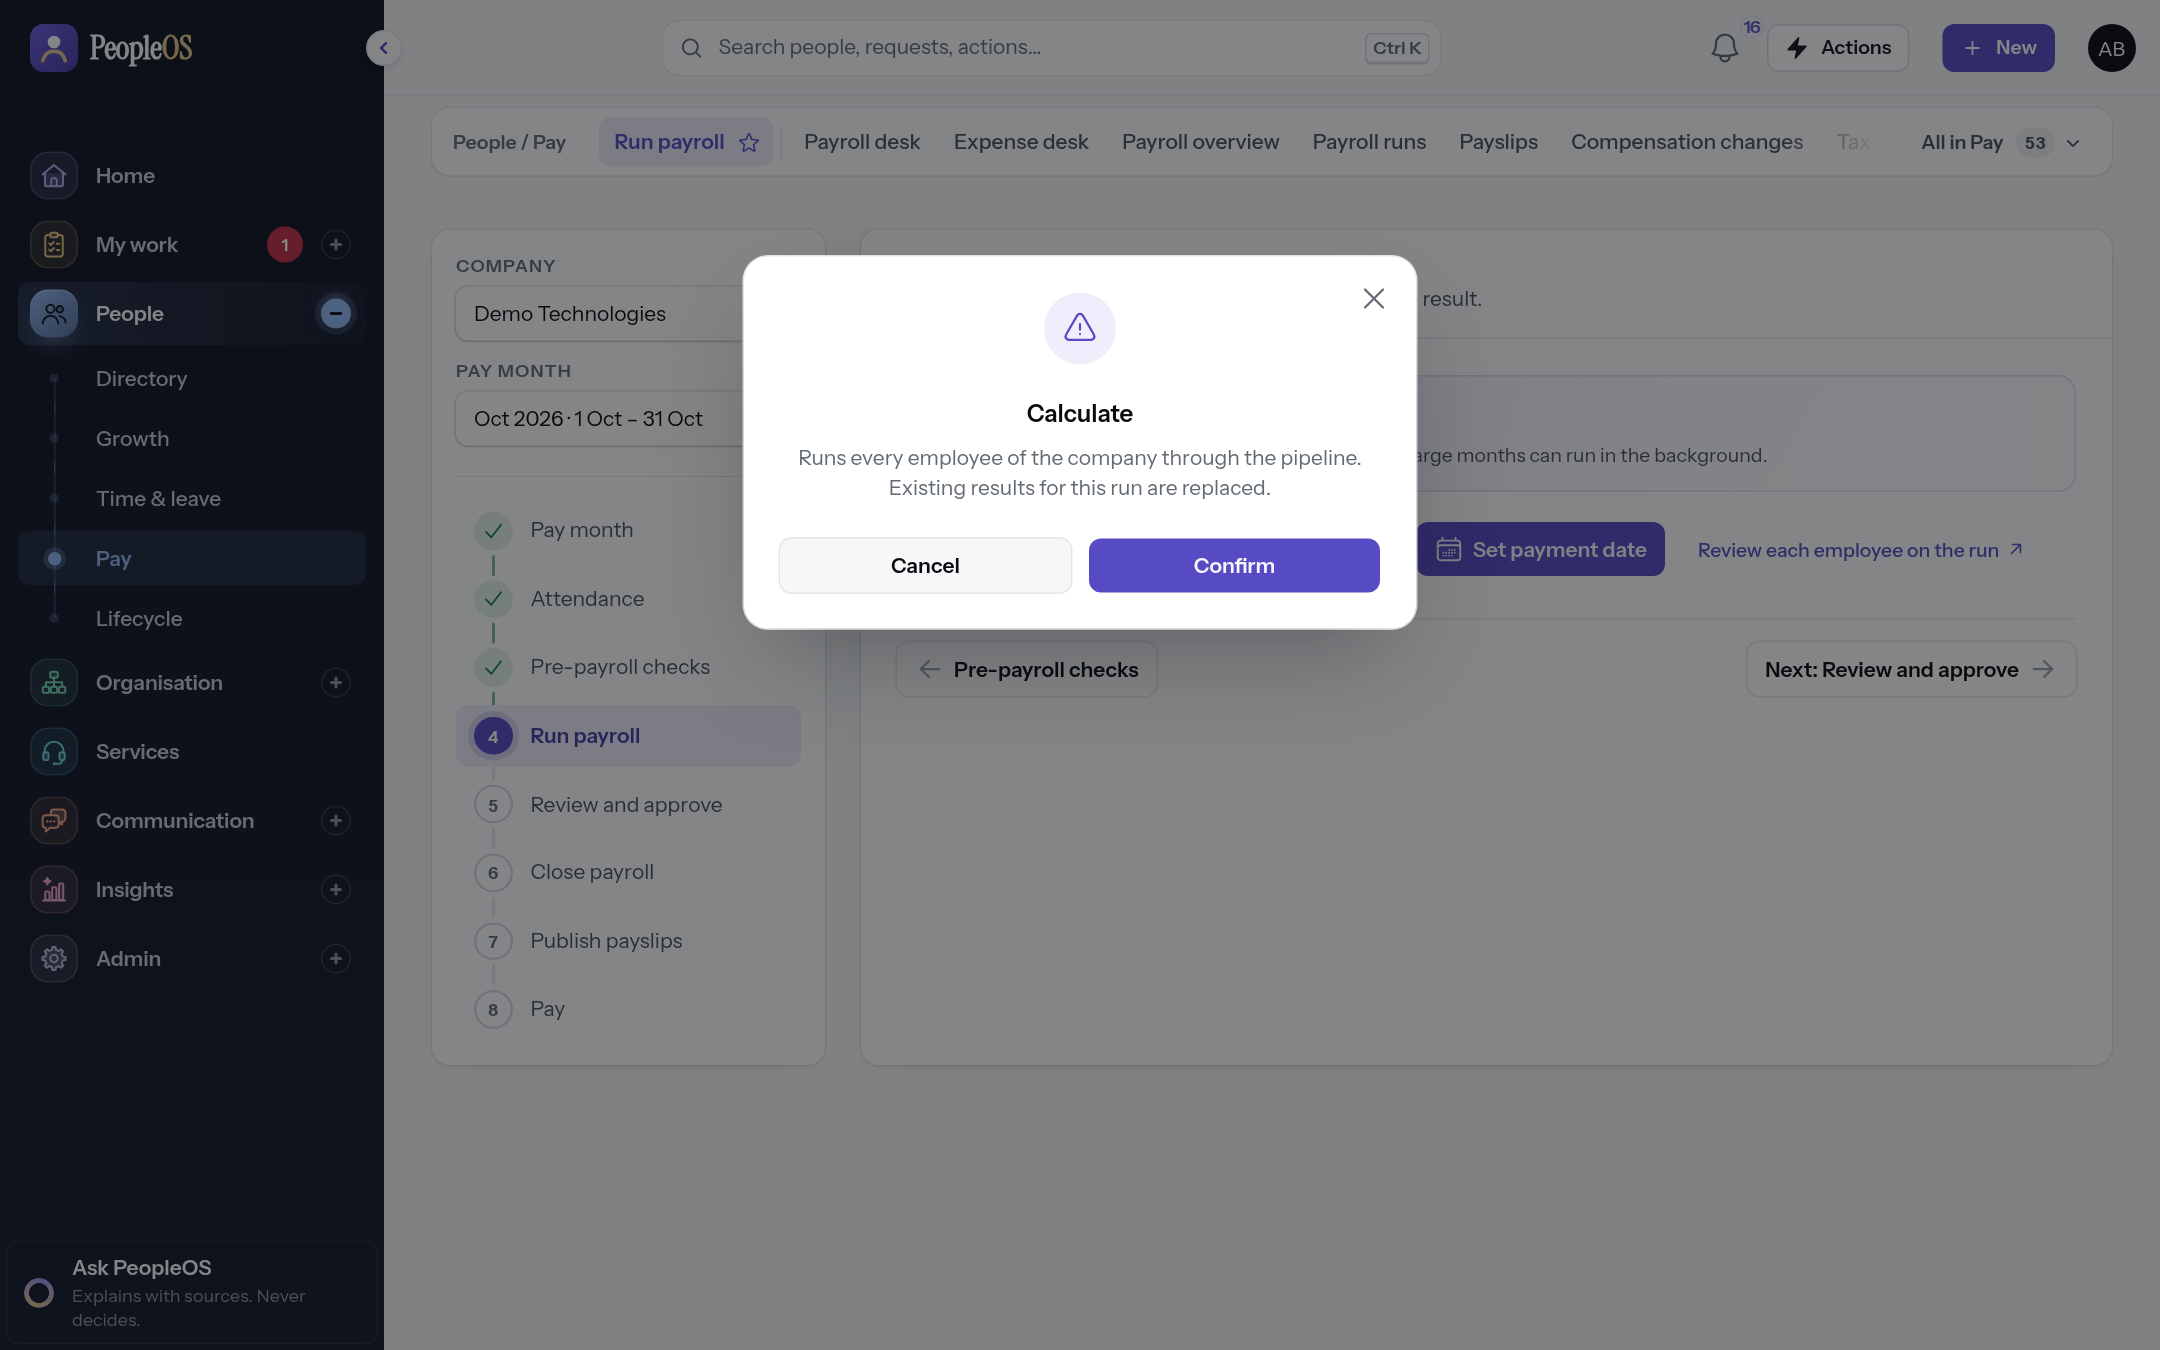 PeopleOS
Search people, requests, actions...
Ctrl K
16
Actions
New
AB
Home
My work
1
People
Directory
Growth
Time & leave
Pay
Lifecycle
Organisation
Services
Communication
Insights
Admin
Ask PeopleOS
Explains with sources. Never
decides.
People / Pay
Run payroll
Payroll desk
Expense desk
Payroll overview
Payroll runs
Payslips
Compensation changes
Tax
All in Pay
53
COMPANY
Demo Technologies
PAY MONTH
Oct 2026 · 1 Oct – 31 Oct
Pay month
Attendance
Pre-payroll checks
4
Run payroll
5
Review and approve
6
Close payroll
7
Publish payslips
8
Pay
result.
months can run in the background.
Set payment date
Review each employee on the run
Pre-payroll checks
Next: Review and approve
Calculate
Runs every employee of the company through the pipeline.
Existing results for this run are replaced.
Cancel
Confirm